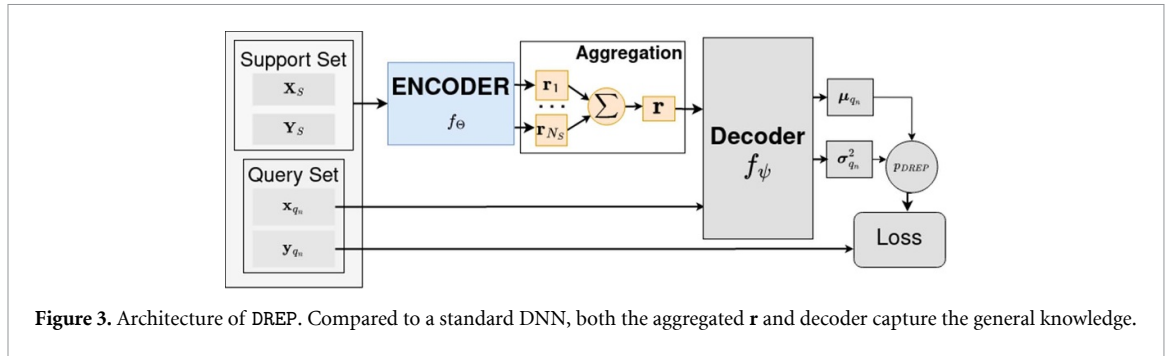 Support Set
X_S
Y_S
Query Set
x_{q_n}
y_{q_n}
ENCODER
f_Θ
Aggregation
r_1
...
r_{N_S}
∑
r
Decoder
f_ψ
μ_{q_n}
σ²_{q_n}
p_{DREP}
Loss
Figure 3. Architecture of DREP. Compared to a standard DNN, both the aggregated r and decoder capture the general knowledge.